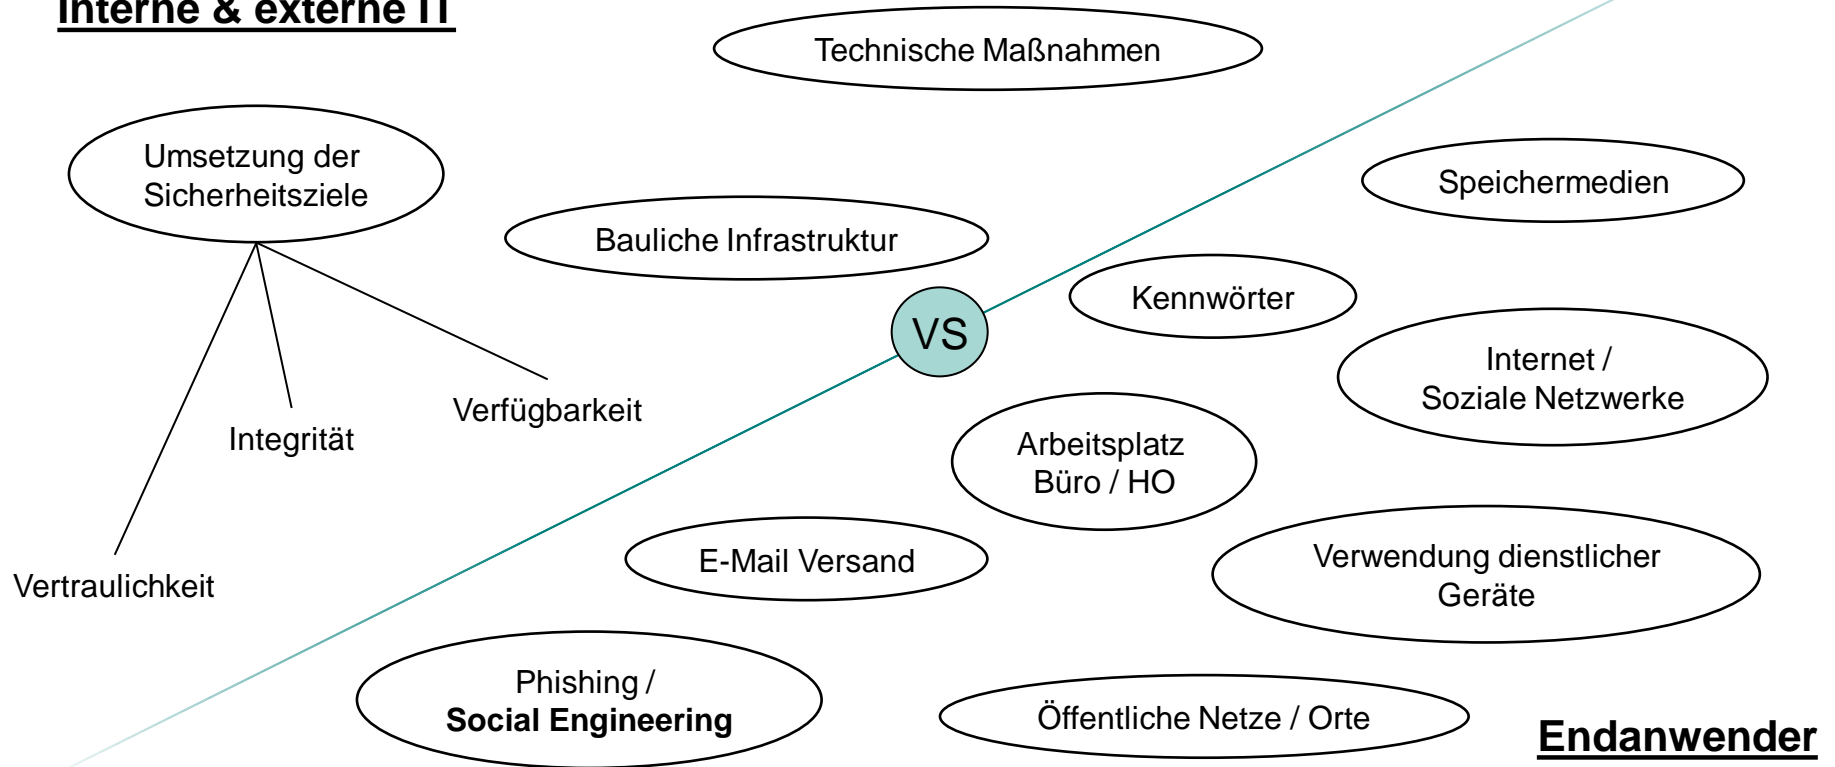 Interne & externe IT
Technische Maßnahmen
Umsetzung der
Sicherheitsziele
Bauliche Infrastruktur
Speichermedien
Kennwörter
VS
Internet /
Soziale Netzwerke
Verfügbarkeit
Integrität
Arbeitsplatz
Büro / HO
E-Mail Versand
Verwendung dienstlicher
Geräte
Vertraulichkeit
Phishing /
Social Engineering
Öffentliche Netze / Orte
Endanwender